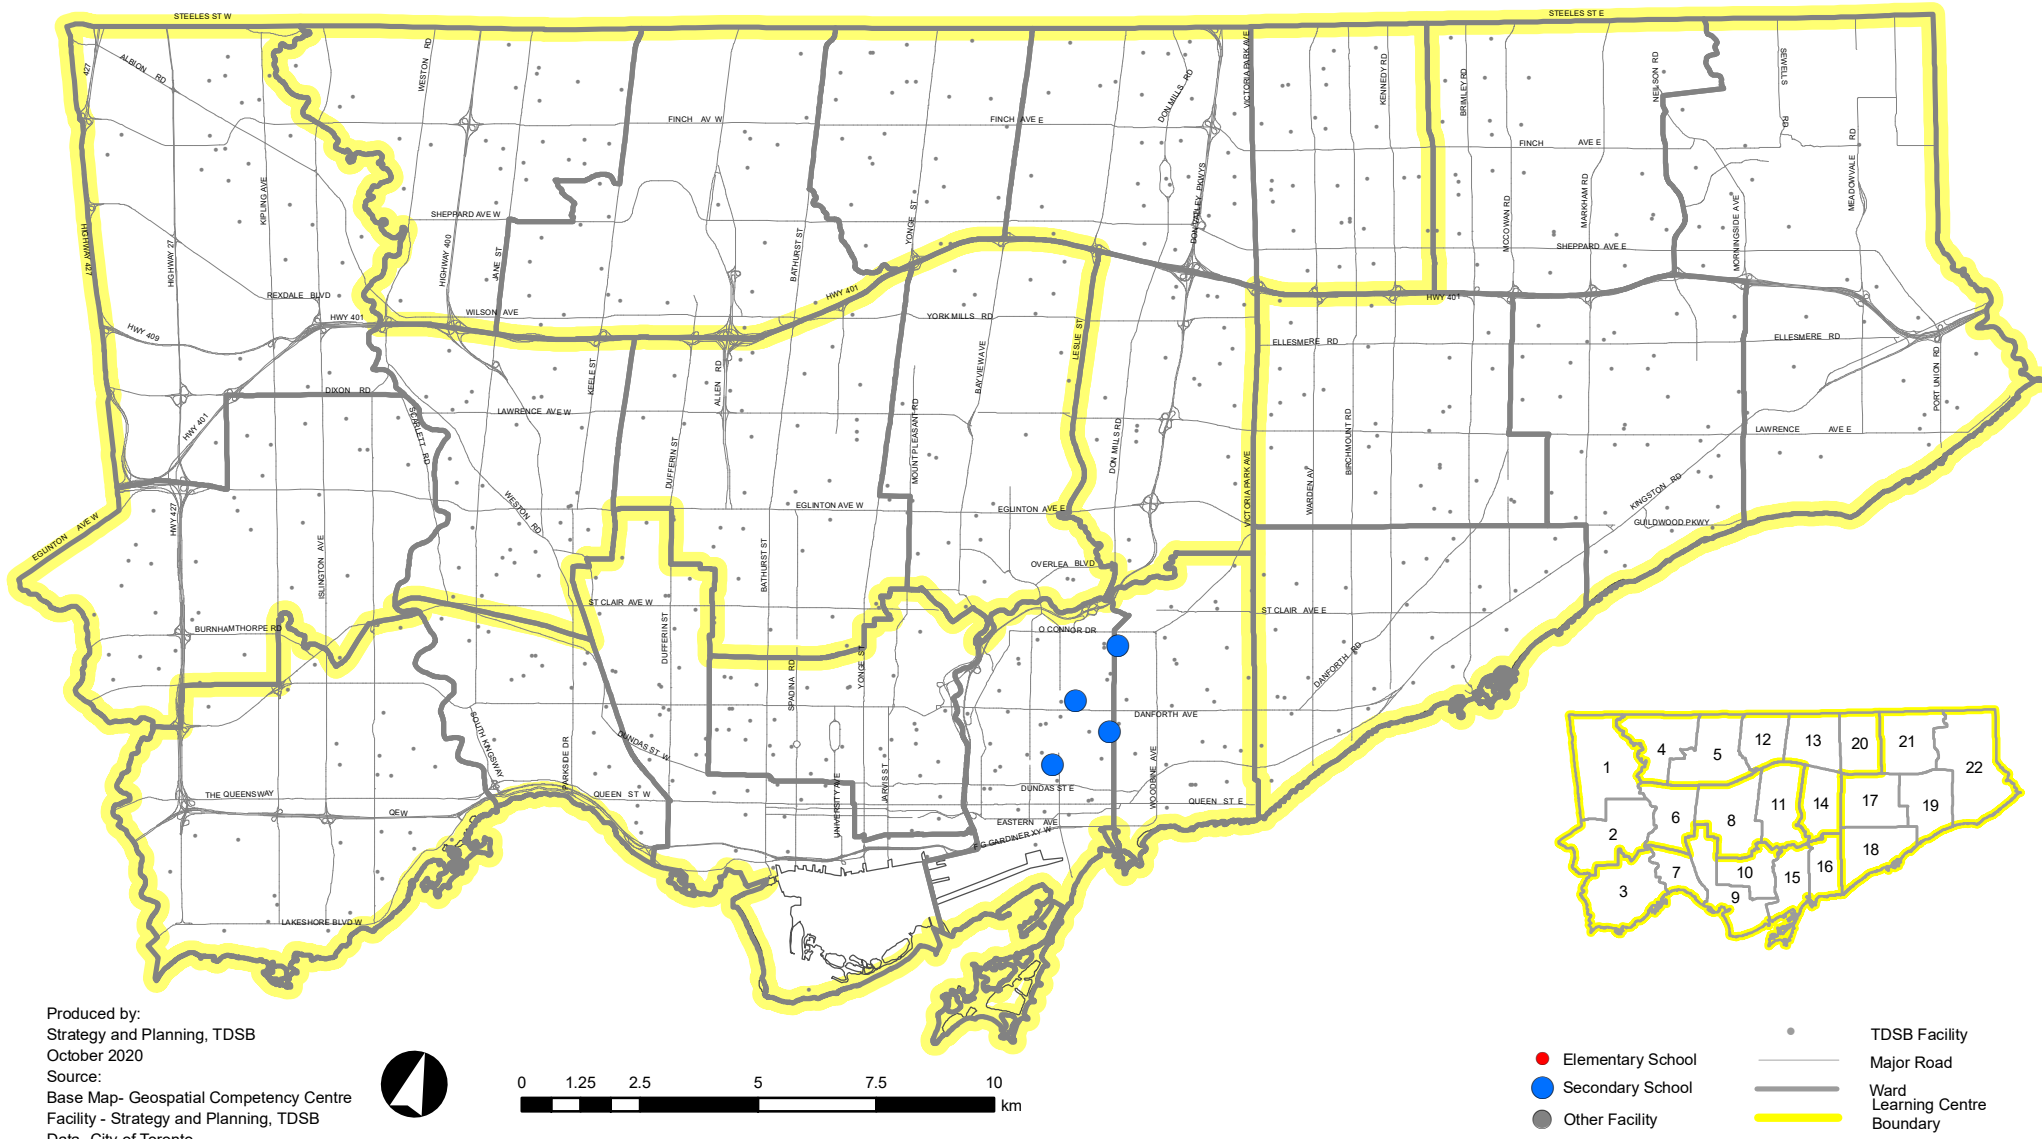 STEELES ST W
STEELES ST E
ALBION RD
427
KIPLING AVE
WESTON RD
FINCH AV W
FINCH AVE E
DON MILLS RD
VICTORIA PARK AVE
KENNEDY RD
BRIMLEY RD
NEILSON RD
SEWELLS RD
FINCH AVE E
MEADOWVALE RD
HIGHWAY 427
HIGHWAY 27
SHEPPARD AVE W
HIGHWAY 400
JANE ST
BATHURST ST
YONGE ST
DON VALLEY PKWYS
MCCOWAN RD
MARKHAM RD
MORNINGSIDE AVE
SHEPPARD AVE E
REXDALE BLVD
HWY 401
WILSON AVE
HWY 401
YORK MILLS RD
LESLIE ST
HWY 401
HWY 409
ELLESMERE RD
ELLESMERE RD
PORT UNION RD
DIXON RD
KEELE ST
ALLEN RD
BAYVIEW AVE
HWY 401
SCARLETT RD
LAWRENCE AVE W
MOUNT PLEASANT RD
DON MILLS RD
BIRCHMOUNT RD
LAWRENCE AVE E
DUFFERIN ST
VICTORIA PARK AVE
WARDEN AV
KINGSTON RD
GUILDWOOD PKWY
EGLINTON AVE W
HWY 427
WESTON RD
EGLINTON AVE W
EGLINTON AVE E
ISLINGTON AVE
BATHURST ST
OVERLEA BLVD
ST CLAIR AVE W
ST CLAIR AVE E
BURNHAMTHORPE RD
DUFFERIN ST
O CONNOR DR
DANFORTH RD
SPADINA RD
YONGE ST
SOUTH KINGSWAY
PARKSIDE DR
DUNDAS ST W
DANFORTH AVE
WOODBINE AVE
THE QUEENSWAY
QEW
QUEEN ST W
UNIVERSITY AVE
JARVIS ST
DUNDAS ST E
QUEEN ST E
EASTERN AVE
F G GARDINER XY W
LAKESHORE BLVD W
1
2
3
4
5
6
7
8
9
10
11
12
13
14
15
16
17
18
19
20
21
22
Produced by:
Strategy and Planning, TDSB
October 2020
Source:
Base Map- Geospatial Competency Centre
Facility - Strategy and Planning, TDSB
Data- City of Toronto
0 1.25 2.5 5 7.5 10
km
Elementary School
Secondary School
Other Facility
TDSB Facility
Major Road
Ward
Learning Centre
Boundary